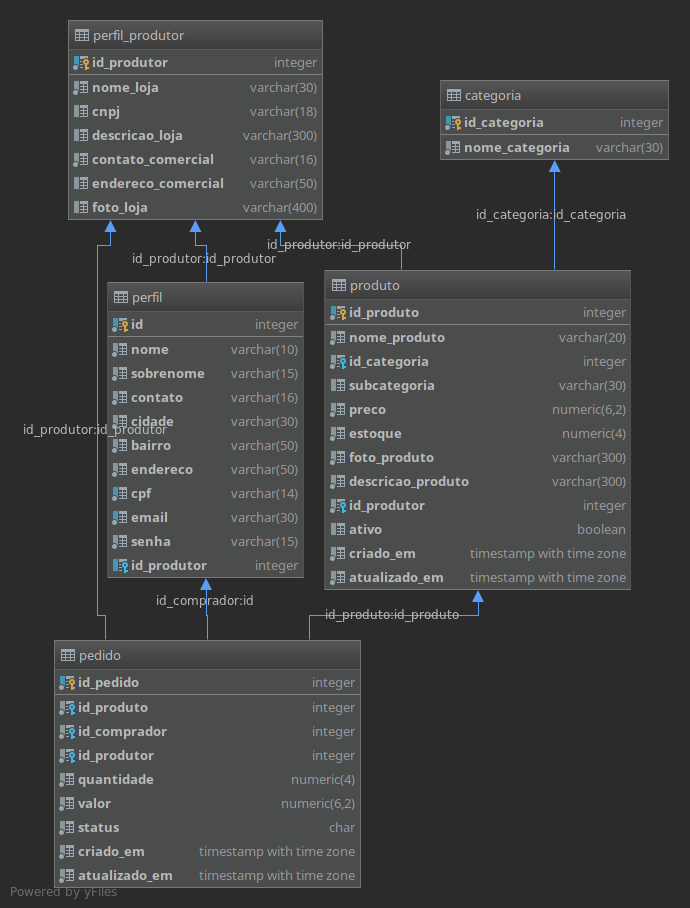 perfil_produtor
id_produtor integer
nome_loja varchar(30)
cnpj varchar(18)
descricao_loja varchar(300)
contato_comercial varchar(16)
endereco_comercial varchar(50)
foto_loja varchar(400)
categoria
id_categoria integer
nome_categoria varchar(30)
id_categoria:id_categoria
id_produtor:id_produtor
id_produtor:id_produtor
perfil
id integer
nome varchar(10)
sobrenome varchar(15)
contato varchar(16)
cidade varchar(30)
bairro varchar(50)
endereco varchar(50)
cpf varchar(14)
email varchar(30)
senha varchar(15)
id_produtor integer
id_produtor:id_produtor
produto
id_produto integer
nome_produto varchar(20)
id_categoria integer
subcategoria varchar(30)
preco numeric(6,2)
estoque numeric(4)
foto_produto varchar(300)
descricao_produto varchar(300)
id_produtor integer
ativo boolean
criado_em timestamp with time zone
atualizado_em timestamp with time zone
id_comprador:id
id_produto:id_produto
pedido
id_pedido integer
id_produto integer
id_comprador integer
id_produtor integer
quantidade numeric(4)
valor numeric(6,2)
status char
criado_em timestamp with time zone
atualizado_em timestamp with time zone
Powered by yFiles